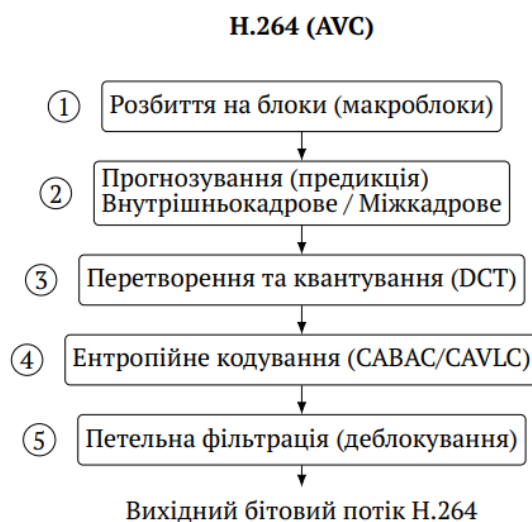 H.264 (AVC)
① Розбиття на блоки (макроблоки)
② Прогнозування (предикція)
Внутрішньокадрове / Міжкадрове
③ Перетворення та квантування (DCT)
④ Ентропійне кодування (CABAC/CAVLC)
⑤ Петельна фільтрація (деблокування)
Вихідний бітовий потік H.264